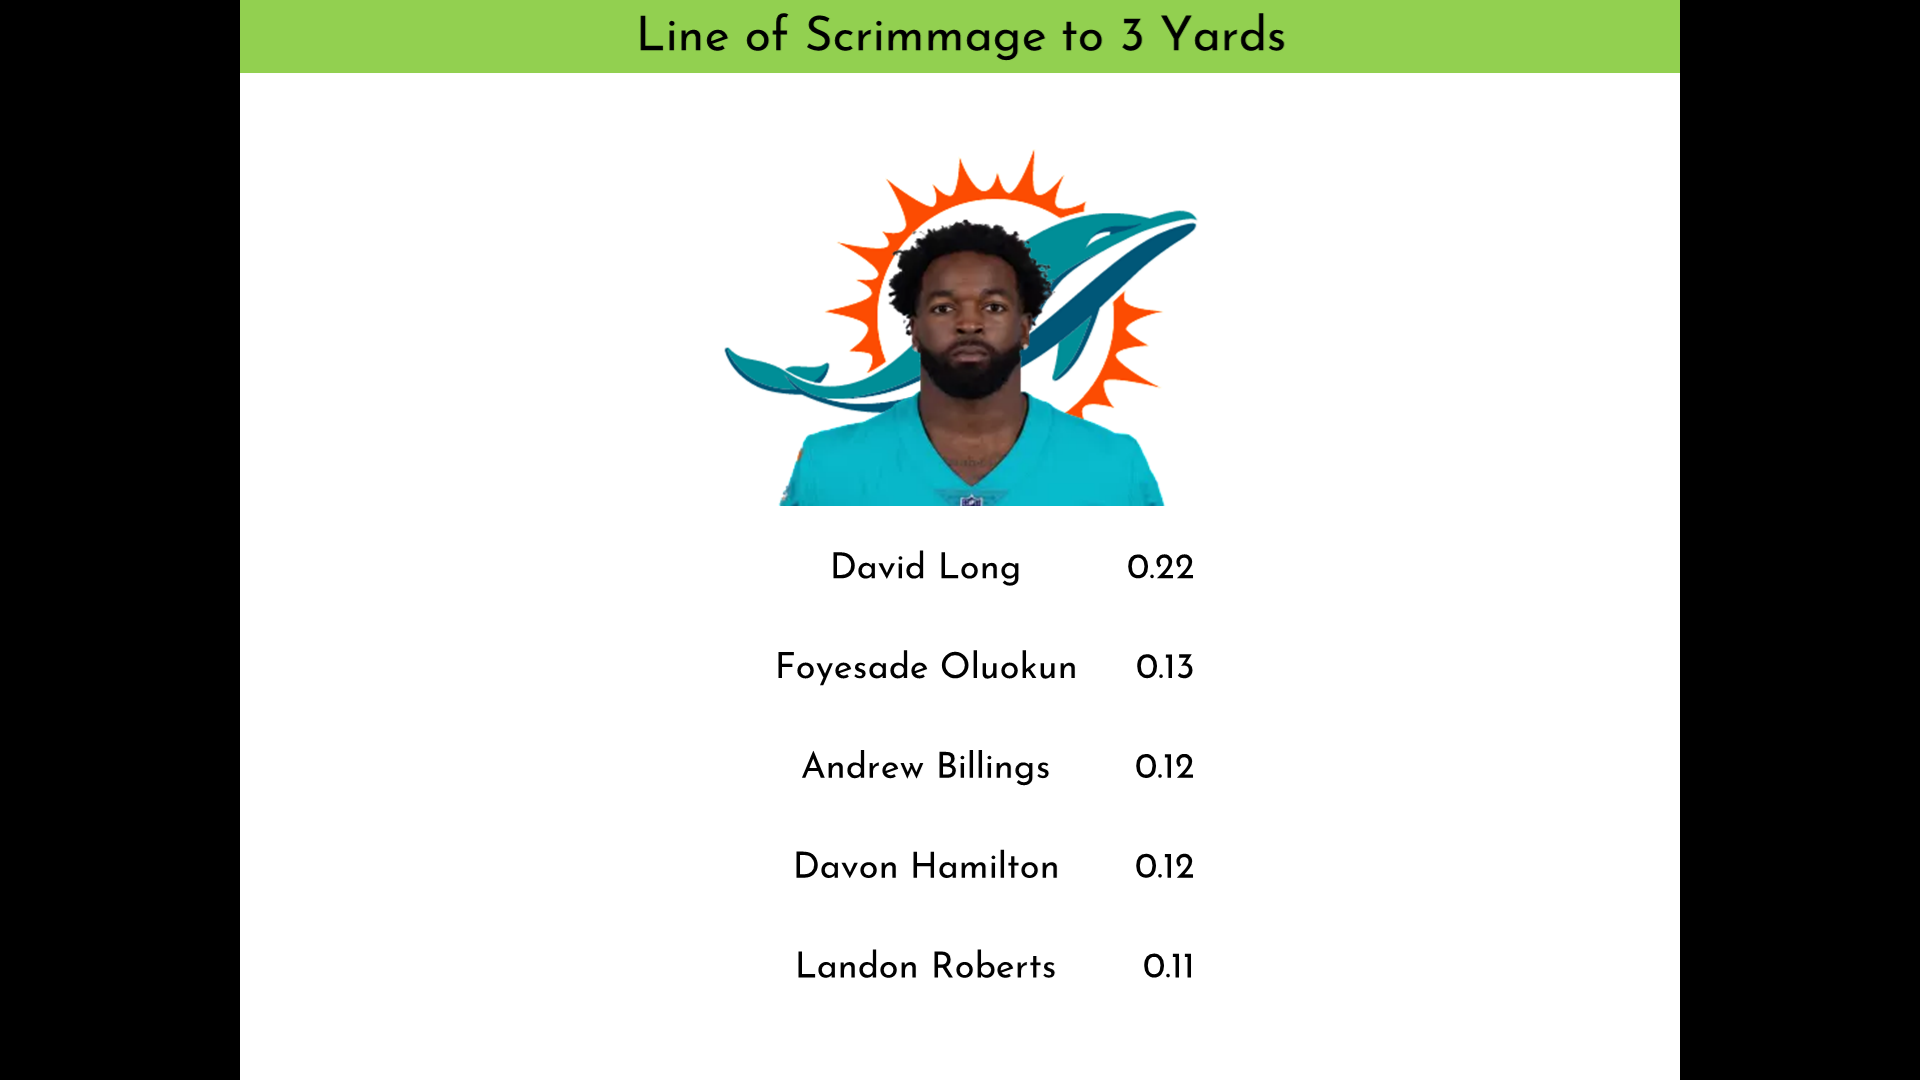 Line of Scrimmage to 3 Yards
David Long 0.22
Foyesade Oluokun 0.13
Andrew Billings 0.12
Davon Hamilton 0.12
Landon Roberts 0.11